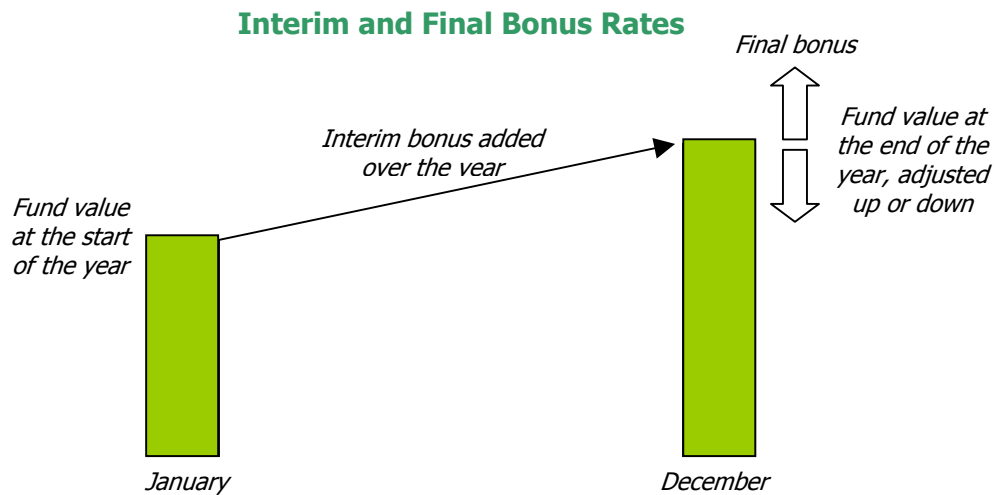 Interim and Final Bonus Rates
Final bonus
Interim bonus added
over the year
Fund value at
the end of the
year, adjusted
up or down
Fund value
at the start
of the year
January
December